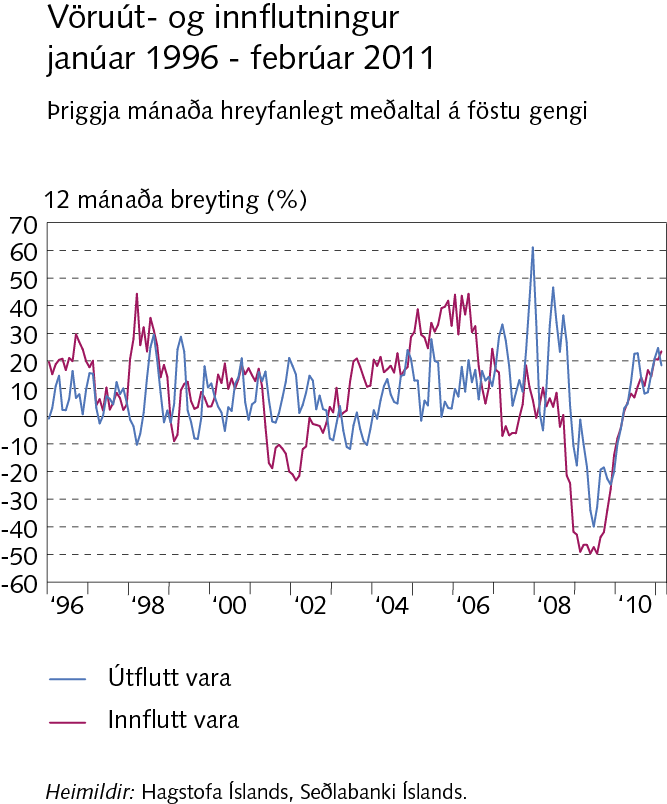 Vöruút- og innflutningur
janúar 1996 - febrúar 2011
Þriggja mánaða hreyfanlegt meðaltal á föstu gengi
12 mánaða breyting (%)
70
60
50
40
30
20
10
0
-10
-20
-30
-40
-50
-60
‘96 ‘98 ‘00 ‘02 ‘04 ‘06 ‘08 ‘10
Útflutt vara
Innflutt vara
Heimildir: Hagstofa Íslands, Seðlabanki Íslands.